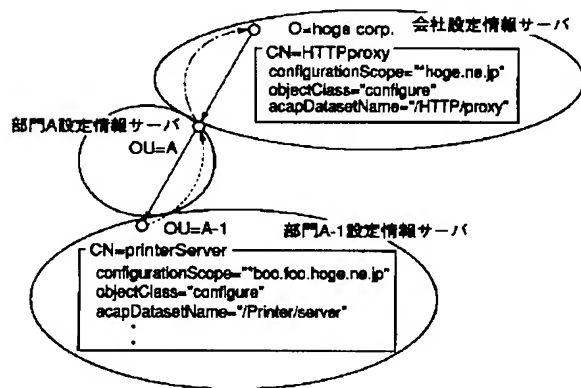 O=hoge corp. 会社設定情報サーバ
CN=HTTPproxy
configurationScope="*hoge.ne.jp"
objectClass="configure"
acapDatasetName="/HTTP/proxy"
部門A設定情報サーバ
OU=A
OU=A-1 部門A-1設定情報サーバ
CN=printerServer
configurationScope="*boo.foo.hoge.ne.jp"
objectClass="configure"
acapDatasetName="/Printer/server"